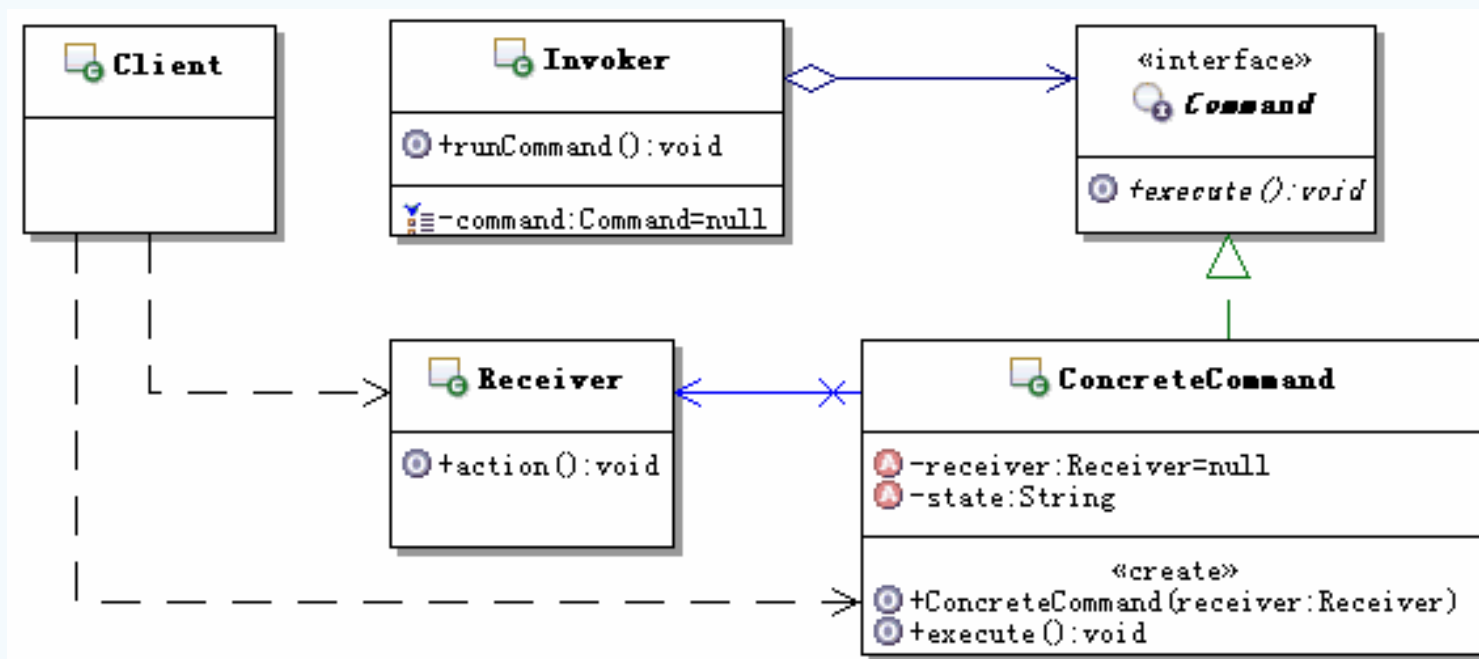 Client
Invoker
+runCommand():void
-command:Command=null
«interface»
Command
+execute():void
Receiver
+action():void
ConcreteCommand
-receiver:Receiver=null
-state:String
«create»
+ConcreteCommand(receiver:Receiver)
+execute():void